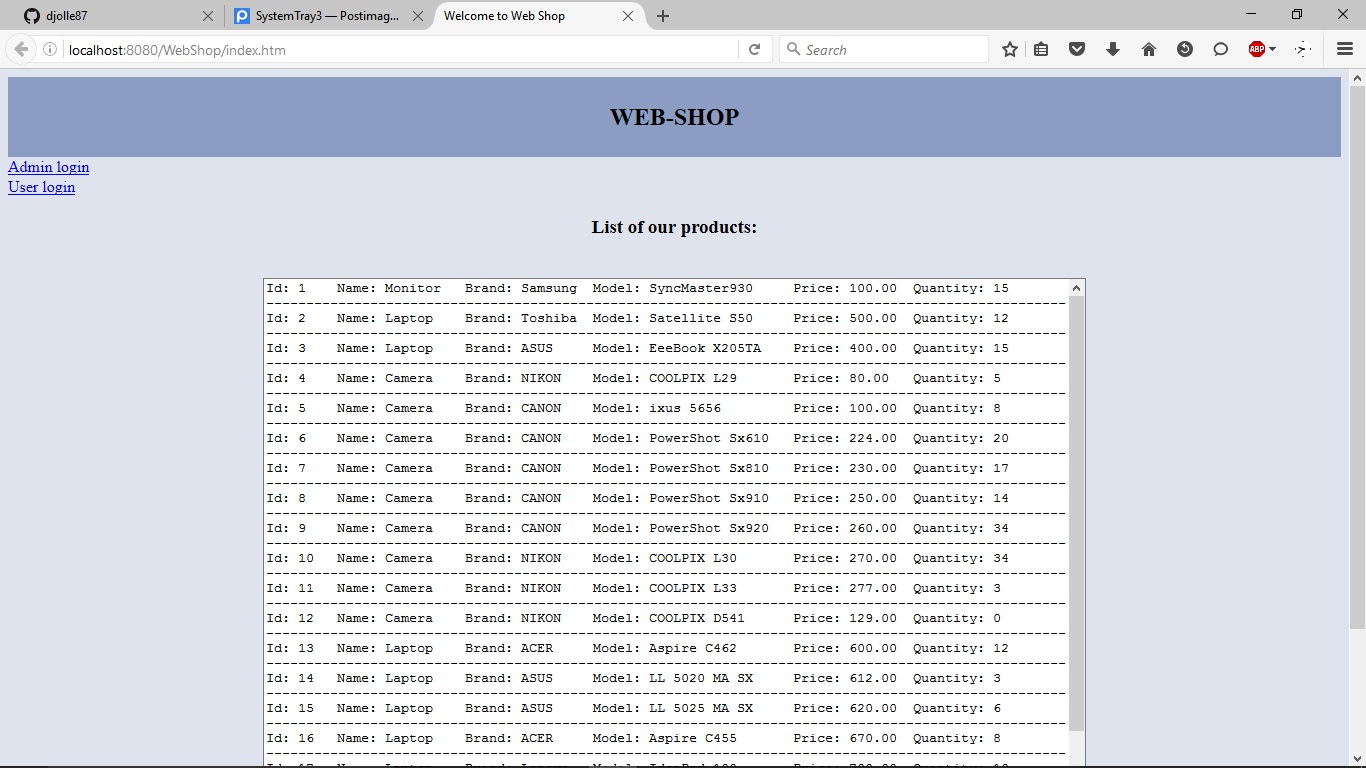 djolle87
SystemTray3 — Postimag...
Welcome to Web Shop
localhost:8080/WebShop/index.htm
Search
ABP
WEB-SHOP
Admin login
User login
List of our products:
Id: 1 Name: Monitor Brand: Samsung Model: SyncMaster930 Price: 100.00 Quantity: 15
Id: 2 Name: Laptop Brand: Toshiba Model: Satellite S50 Price: 500.00 Quantity: 12
Id: 3 Name: Laptop Brand: ASUS Model: EeeBook X205TA Price: 400.00 Quantity: 15
Id: 4 Name: Camera Brand: NIKON Model: COOLPIX L29 Price: 80.00 Quantity: 5
Id: 5 Name: Camera Brand: CANON Model: ixus 5656 Price: 100.00 Quantity: 8
Id: 6 Name: Camera Brand: CANON Model: PowerShot Sx610 Price: 224.00 Quantity: 20
Id: 7 Name: Camera Brand: CANON Model: PowerShot Sx810 Price: 230.00 Quantity: 17
Id: 8 Name: Camera Brand: CANON Model: PowerShot Sx910 Price: 250.00 Quantity: 14
Id: 9 Name: Camera Brand: CANON Model: PowerShot Sx920 Price: 260.00 Quantity: 34
Id: 10 Name: Camera Brand: NIKON Model: COOLPIX L30 Price: 270.00 Quantity: 34
Id: 11 Name: Camera Brand: NIKON Model: COOLPIX L33 Price: 277.00 Quantity: 3
Id: 12 Name: Camera Brand: NIKON Model: COOLPIX D541 Price: 129.00 Quantity: 0
Id: 13 Name: Laptop Brand: ACER Model: Aspire C462 Price: 600.00 Quantity: 12
Id: 14 Name: Laptop Brand: ASUS Model: LL 5020 MA SX Price: 612.00 Quantity: 3
Id: 15 Name: Laptop Brand: ASUS Model: LL 5025 MA SX Price: 620.00 Quantity: 6
Id: 16 Name: Laptop Brand: ACER Model: Aspire C455 Price: 670.00 Quantity: 8